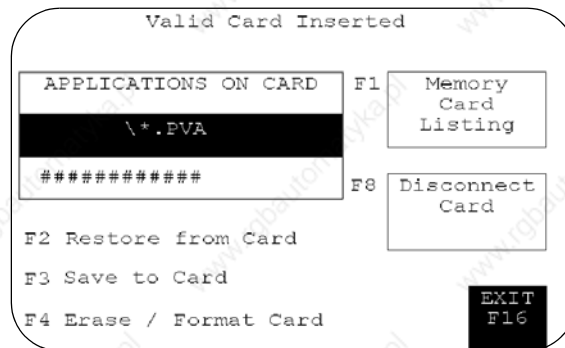 Valid Card Inserted
APPLICATIONS ON CARD
\*.PVA
############
F1
Memory
Card
Listing
F8
Disconnect
Card
F2 Restore from Card
F3 Save to Card
F4 Erase / Format Card
EXIT
F16